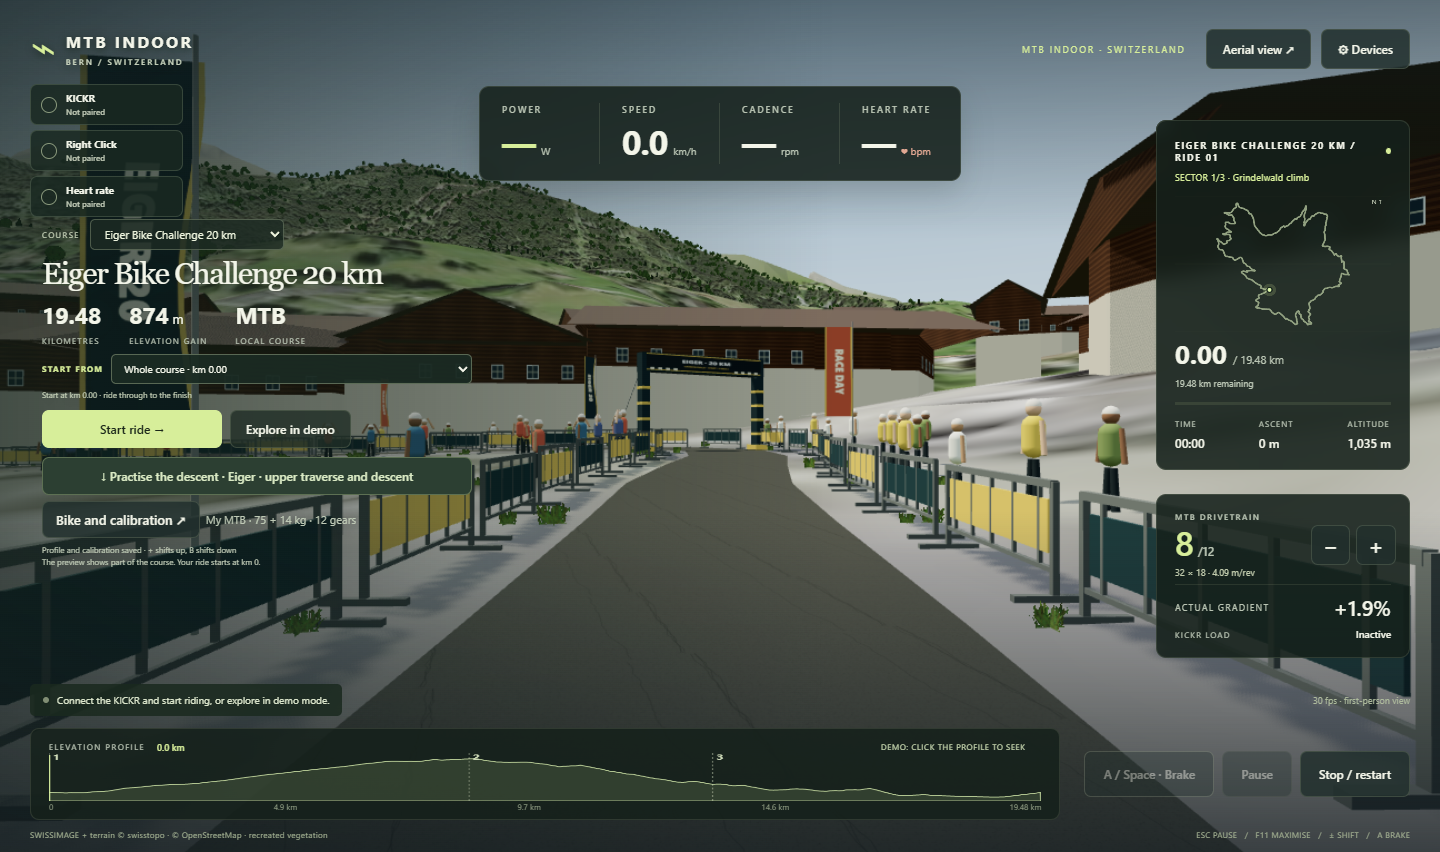 MTB INDOOR
BERN / SWITZERLAND
MTB INDOOR - SWITZERLAND
Aerial view ↗
⚙ Devices
KICKR
Not paired
Right Click
Not paired
Heart rate
Not paired
POWER
W
SPEED
0.0 km/h
CADENCE
rpm
HEART RATE
❤ bpm
COURSE
Eiger Bike Challenge 20 km
Eiger Bike Challenge 20 km
19.48
KILOMETRES
874 m
ELEVATION GAIN
MTB
LOCAL COURSE
START FROM
Whole course · km 0.00
Start at km 0.00 · ride through to the finish
Start ride →
Explore in demo
↓ Practise the descent · Eiger · upper traverse and descent
Bike and calibration ↗
My MTB · 75 + 14 kg · 12 gears
Profile and calibration saved · + shifts up, B shifts down
The preview shows part of the course. Your ride starts at km 0.
EIGER 20
EIGER · 20 KM
RACE DAY
EIGER BIKE CHALLENGE 20 KM /
RIDE 01
SECTOR 1/3 · Grindelwald climb
N ↑
0.00 / 19.48 km
19.48 km remaining
TIME
00:00
ASCENT
0 m
ALTITUDE
1,035 m
MTB DRIVETRAIN
8 /12
32 × 18 · 4.09 m/rev
−
+
ACTUAL GRADIENT
+1.9%
KICKR LOAD
Inactive
Connect the KICKR and start riding, or explore in demo mode.
30 fps · first-person view
ELEVATION PROFILE 0.0 km
DEMO: CLICK THE PROFILE TO SEEK
1
2
3
0
4.9 km
9.7 km
14.6 km
19.48 km
A / Space · Brake
Pause
Stop / restart
SWISSIMAGE + terrain © swisstopo · © OpenStreetMap · recreated vegetation
ESC PAUSE / F11 MAXIMISE / ± SHIFT / A BRAKE